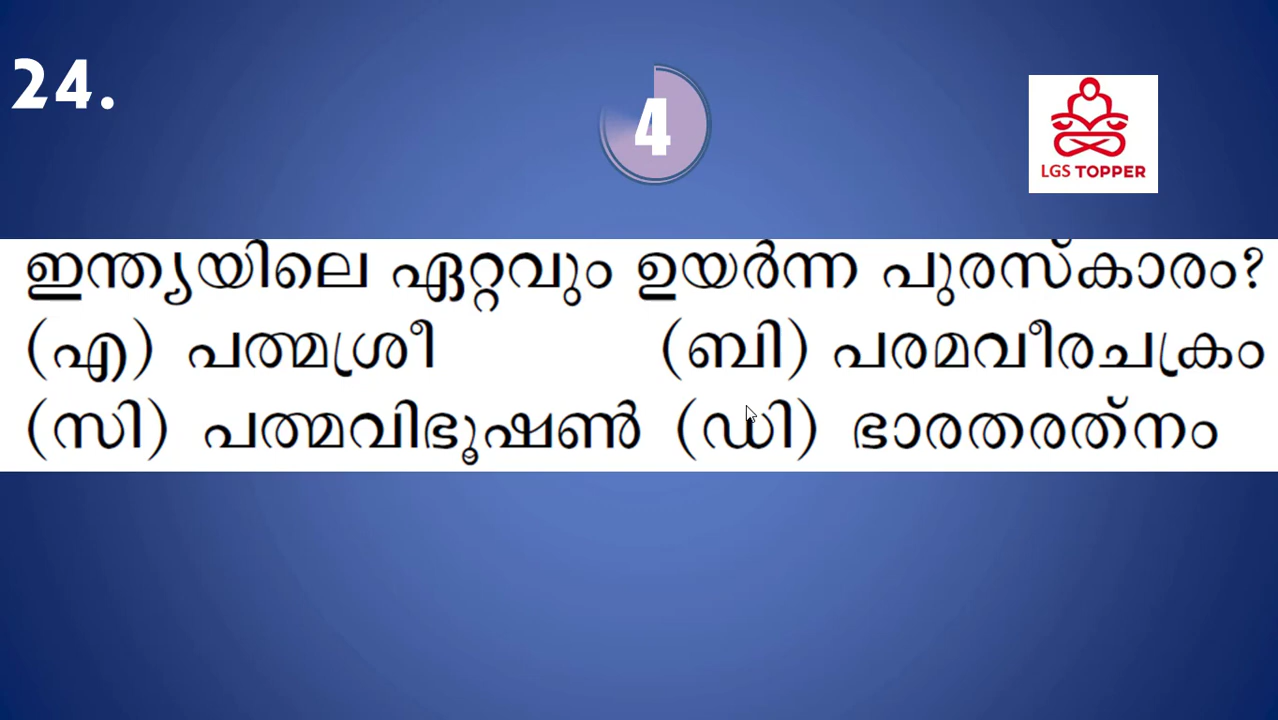 24.
4
LGS TOPPER
ഇന്ത്യയിലെ ഏറ്റവും ഉയർന്ന പുരസ്കാരം?
(എ) പത്മശ്രീ (ബി) പരമവീരചക്രം
(സി) പത്മവിഭൂഷൺ (ഡി) ഭാരതരത്‌നം